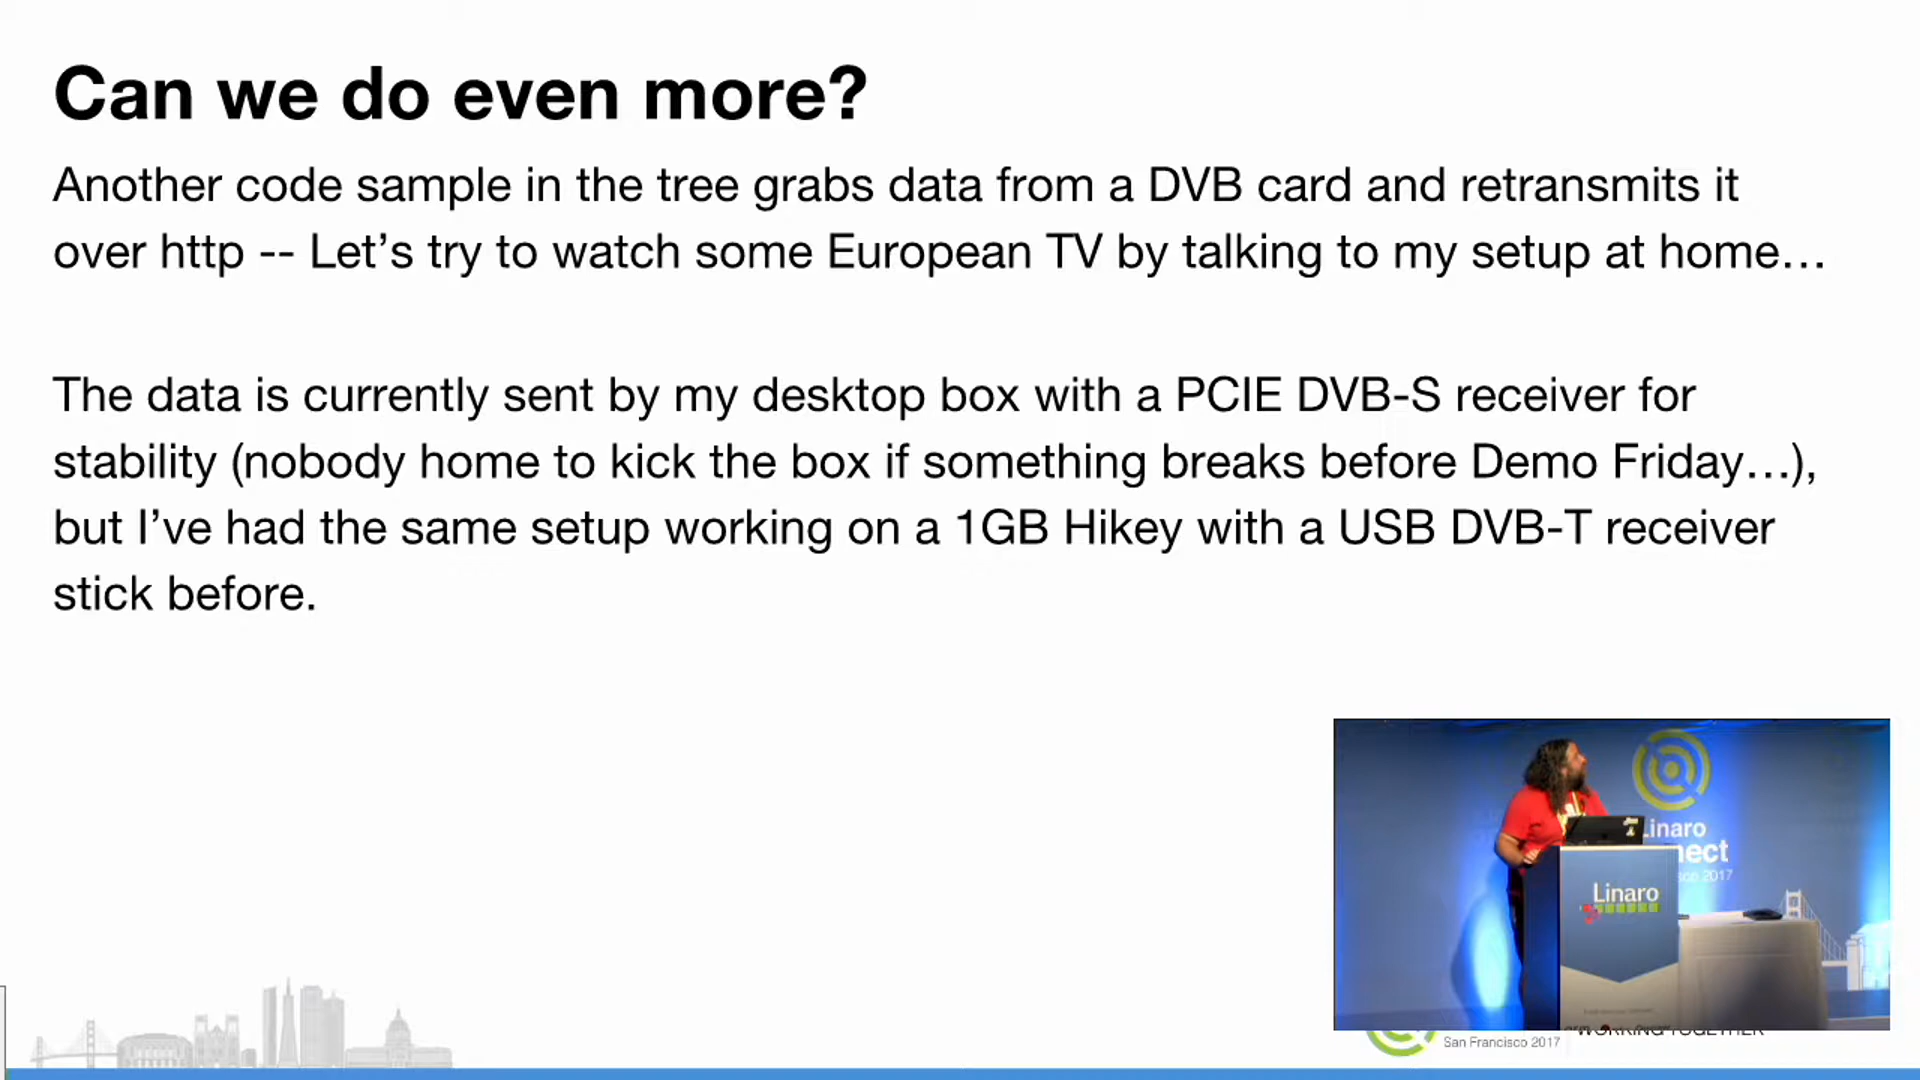 Can we do even more?
Another code sample in the tree grabs data from a DVB card and retransmits it
over http -- Let’s try to watch some European TV by talking to my setup at home…
The data is currently sent by my desktop box with a PCIE DVB-S receiver for
stability (nobody home to kick the box if something breaks before Demo Friday…),
but I’ve had the same setup working on a 1GB Hikey with a USB DVB-T receiver
stick before.
Linaro
2017
Linaro
San Francisco 2017